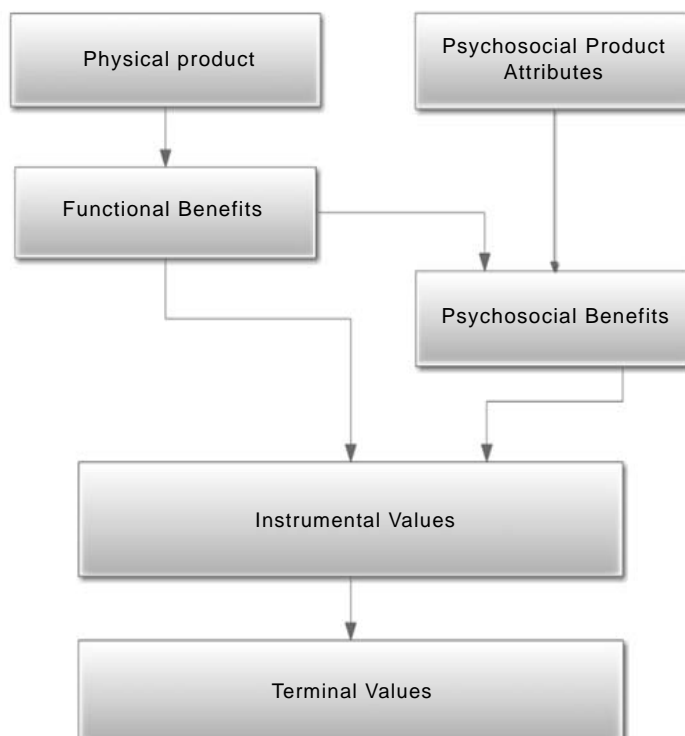 Physical product
Psychosocial Product
Attributes
Functional Benefits
Psychosocial Benefits
Instrumental Values
Terminal Values